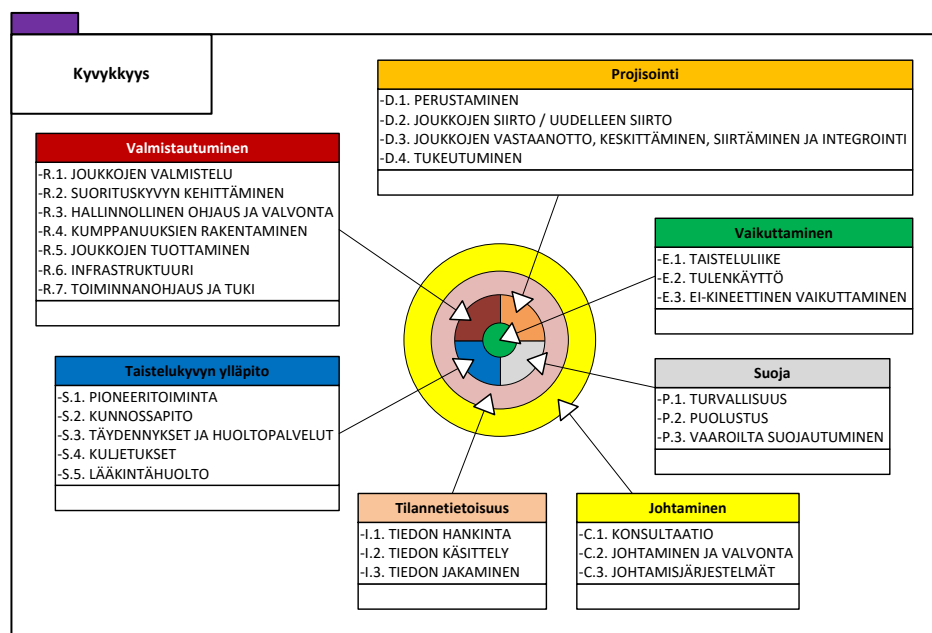 Kyvykkyys
Projisointi
-D.1. PERUSTAMINEN
-D.2. JOUKKOJEN SIIRTO / UUDELLEEN SIIRTO
-D.3. JOUKKOJEN VASTAANOTTO, KESKITTÄMINEN, SIIRTÄMINEN JA INTEGROINTI
-D.4. TUKEUTUMINEN
Valmistautuminen
-R.1. JOUKKOJEN VALMISTELU
-R.2. SUORITUSKYVYN KEHITTÄMINEN
-R.3. HALLINNOLLINEN OHJAUS JA VALVONTA
-R.4. KUMPPANUUKSIEN RAKENTAMINEN
-R.5. JOUKKOJEN TUOTTAMINEN
-R.6. INFRASTRUKTUURI
-R.7. TOIMINNANOHJAUS JA TUKI
Vaikuttaminen
-E.1. TAISTELULIIKE
-E.2. TULENKÄYTTÖ
-E.3. EI-KINEETTINEN VAIKUTTAMINEN
Taistelukyvyn ylläpito
-S.1. PIONEERITOIMINTA
-S.2. KUNNOSSAPITO
-S.3. TÄYDENNYKSET JA HUOLTOPALVELUT
-S.4. KULJETUKSET
-S.5. LÄÄKINTÄHUOLTO
Suoja
-P.1. TURVALLISUUS
-P.2. PUOLUSTUS
-P.3. VAAROILTA SUOJAUTUMINEN
Tilannetietoisuus
-I.1. TIEDON HANKINTA
-I.2. TIEDON KÄSITTELY
-I.3. TIEDON JAKAMINEN
Johtaminen
-C.1. KONSULTAATIO
-C.2. JOHTAMINEN JA VALVONTA
-C.3. JOHTAMISJÄRJESTELMÄT